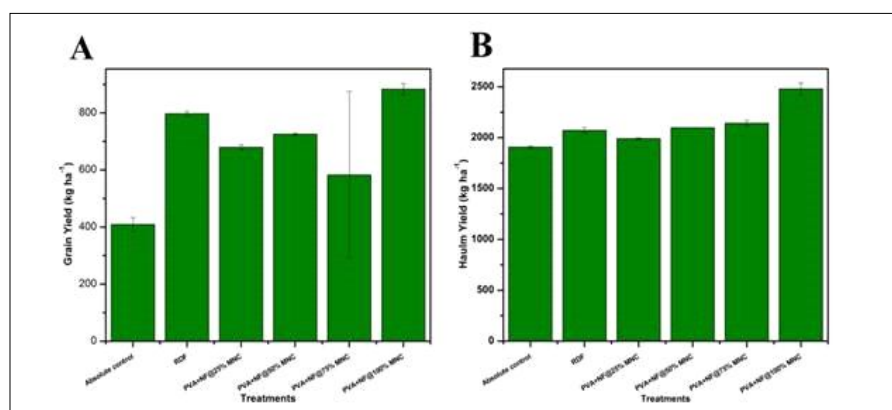 A
B
Grain Yield (kg ha⁻¹)
800
600
400
200
0
Absolute control
RDF
PVA+NF@25% MNC
PVA+NF@50% MNC
PVA+NF@75% MNC
PVA+NF@100% MNC
Treatments
Haulm Yield (kg ha⁻¹)
2500
2000
1500
1000
500
0
Absolute control
RDF
PVA+NF@25% MNC
PVA+NF@50% MNC
PVA+NF@75% MNC
PVA+NF@100% MNC
Treatments